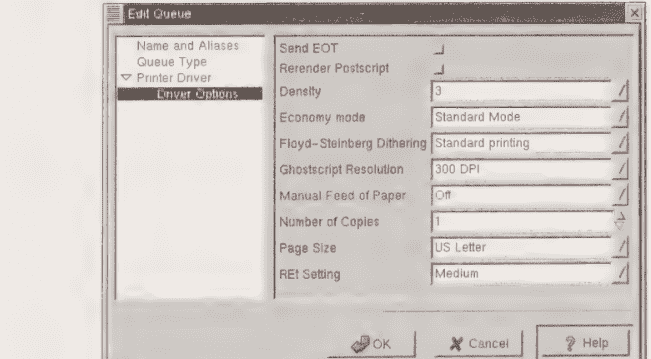 Edit Queue
Name and Aliases
Queue Type
Printer Driver
Driver Options
Send EOT
Rerender Postscript
Density 3
Economy mode Standard Mode
Floyd-Steinberg Dithering Standard printing
Ghostscript Resolution 300 DPI
Manual Feed of Paper Off
Number of Copies 1
Page Size US Letter
REt Setting Medium
OK Cancel ? Help